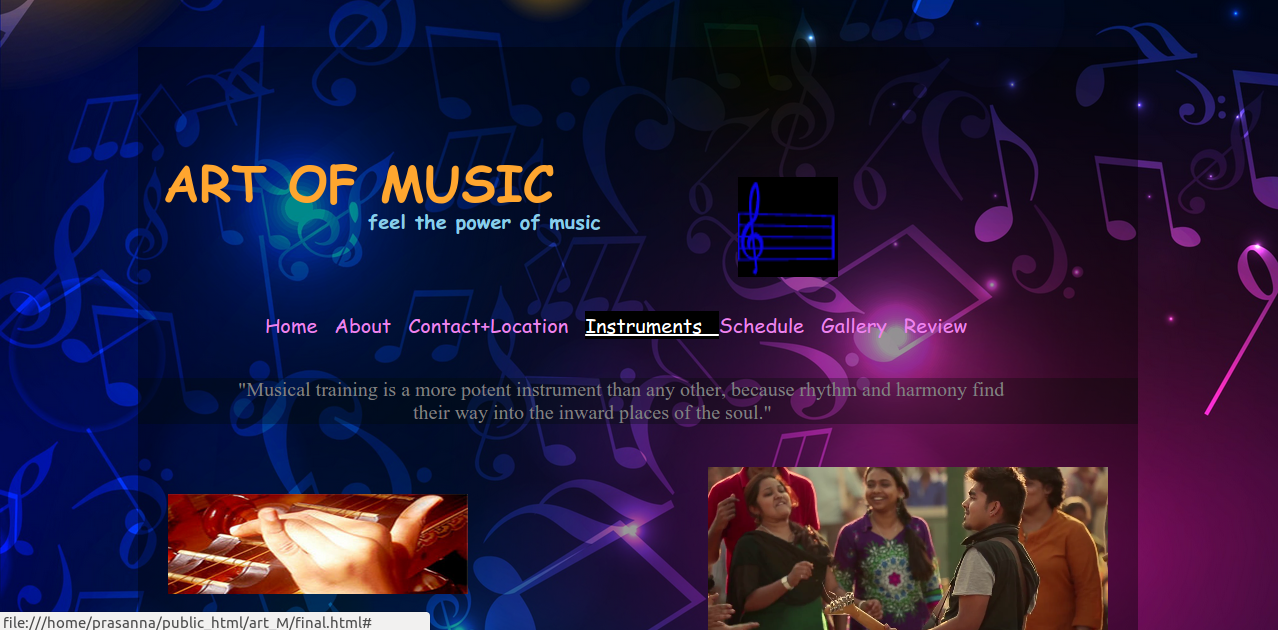 ART OF MUSIC
feel the power of music
Home About Contact+Location Instruments Schedule Gallery Review
"Musical training is a more potent instrument than any other, because rhythm and harmony find
their way into the inward places of the soul."
file:///home/prasanna/public_html/art_M/final.html#